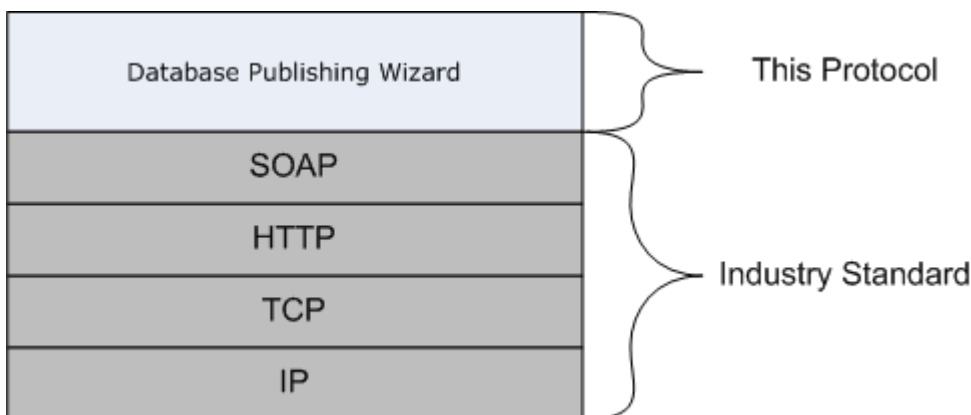 Database Publishing Wizard
This Protocol
SOAP
HTTP
TCP
IP
Industry Standard